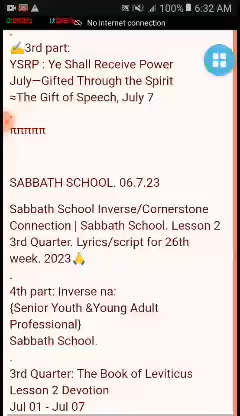 100% 6:32 AM
No internet connection
.
✍3rd part:
YSRP : Ye Shall Receive Power
July—Gifted Through the Spirit
≈The Gift of Speech, July 7
.
πππππ
SABBATH SCHOOL. 06.7.23
Sabbath School Inverse/Cornerstone
Connection | Sabbath School. Lesson 2
3rd Quarter. Lyrics/script for 26th
week. 2023🙏
.
4th part: Inverse na:
{Senior Youth &Young Adult
Professional}
Sabbath School.
.
3rd Quarter: The Book of Leviticus
Lesson 2 Devotion
Jul 01 - Jul 07